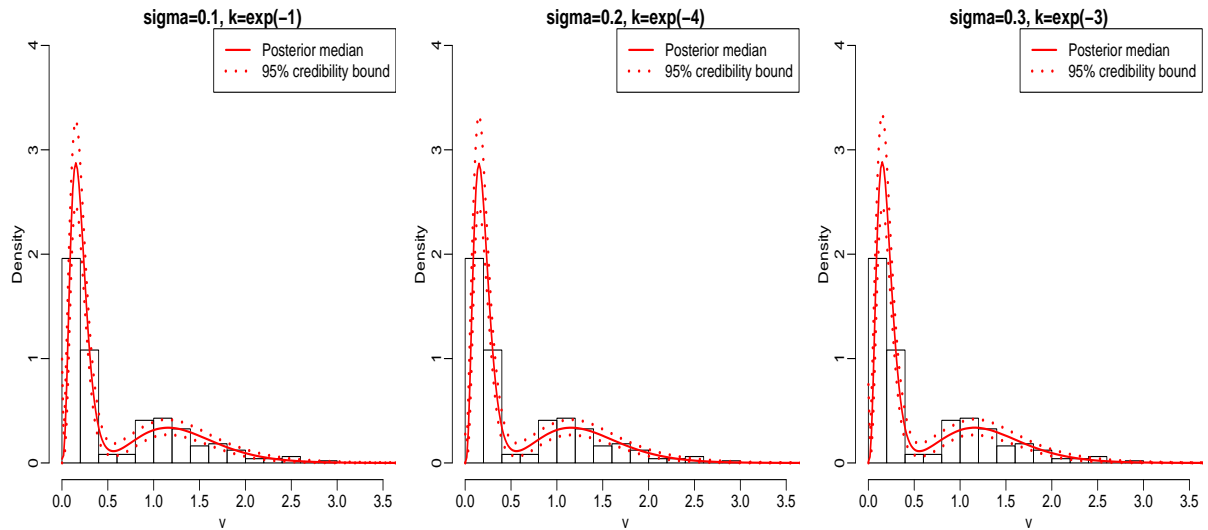 sigma=0.1, k=exp(−1)
Posterior median
95% credibility bound
Density
4
3
2
1
0
0.0 0.5 1.0 1.5 2.0 2.5 3.0 3.5
v
sigma=0.2, k=exp(−4)
Posterior median
95% credibility bound
Density
4
3
2
1
0
0.0 0.5 1.0 1.5 2.0 2.5 3.0 3.5
v
sigma=0.3, k=exp(−3)
Posterior median
95% credibility bound
Density
4
3
2
1
0
0.0 0.5 1.0 1.5 2.0 2.5 3.0 3.5
v